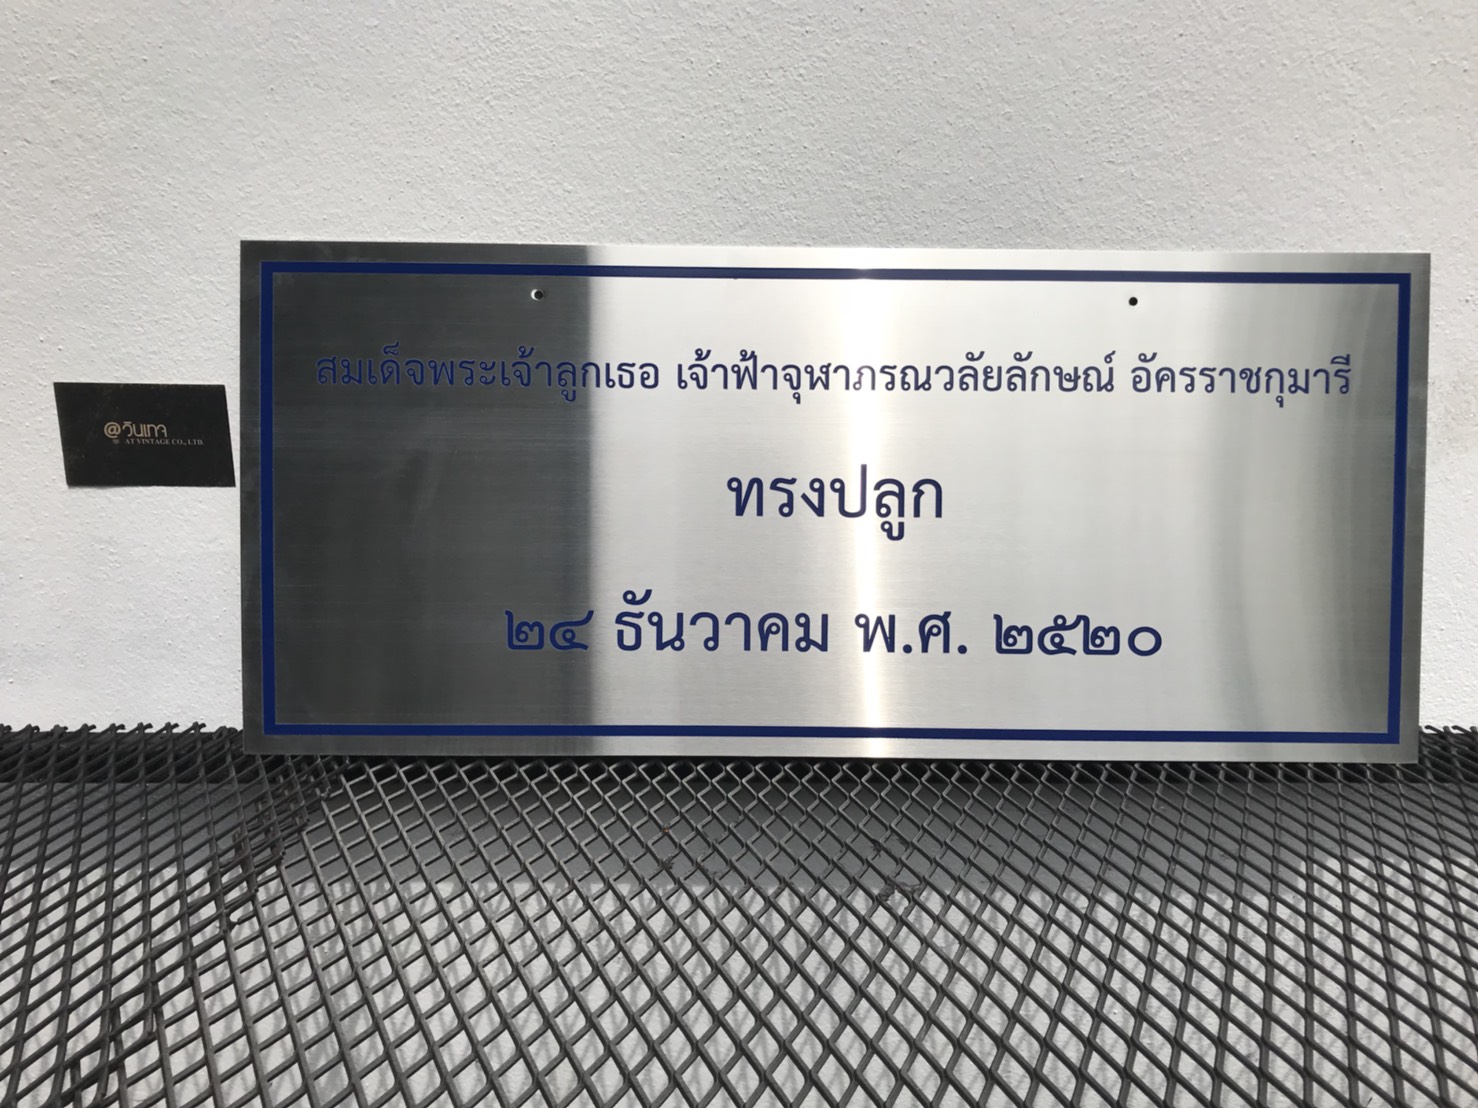 สมเด็จพระเจ้าลูกเธอ เจ้าฟ้าจุฬาภรณวลัยลักษณ์ อัครราชกุมารี
ทรงปลูก
๒๔ ธันวาคม พ.ศ. ๒๕๒๐
@วินเทจ
AT VINTAGE CO., LTD.